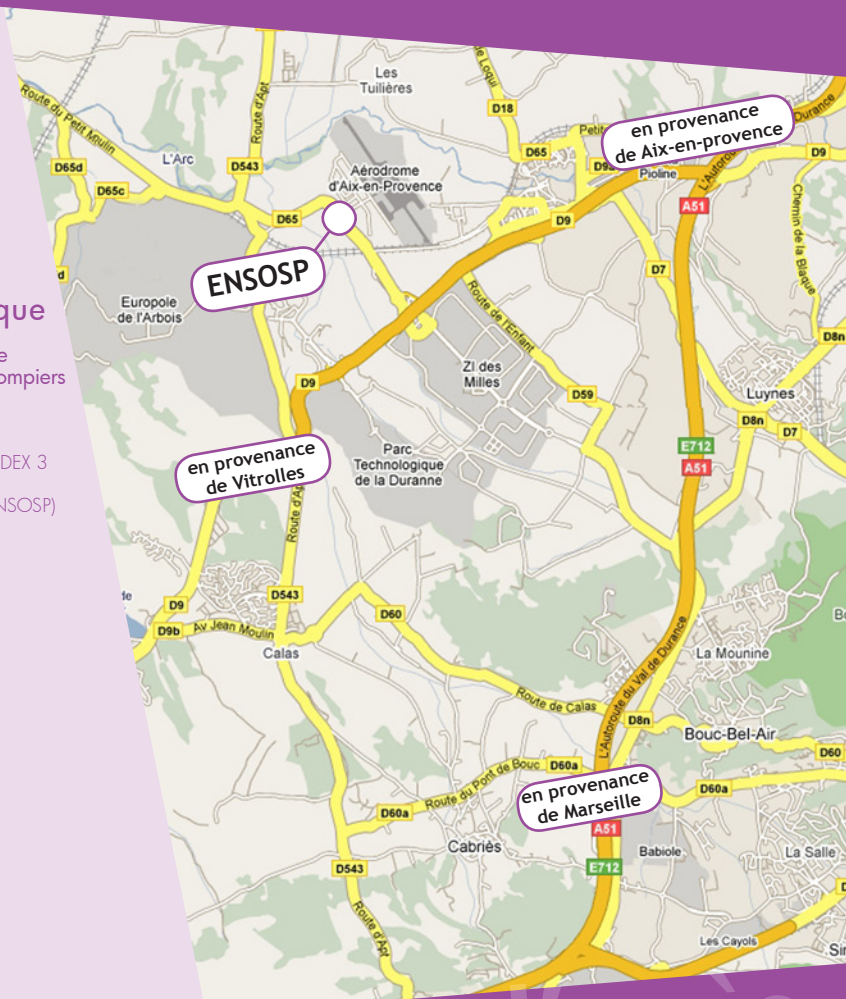 Les
Tuilières
Route d'Apt
D18
Durance
en provenance
de Aix-en-provence
Route du Petit Moulin
L'Arc
D65d
D65c
D543
Aérodrome
d'Aix-en-Provence
D65
Petit
Pioline
D9
L'Autoroute
A51
D65
D9
Chemin de la Blaque
ENSOSP
D7
Europole
de l'Arbois
Route de l'Enfant
D8n
que
ompiers
D9
ZI des
Milles
D59
Luynes
D8n
D7
DEX 3
NSOSP)
en provenance
de Vitrolles
Parc
Technologique
de la Duranne
E712
A51
Route d'Apt
D543
D9
D60
D9b
Av Jean Moulin
Calas
La Mounine
L'Autoroute du Val de Durance
Route de Calas
D8n
Bouc-Bel-Air
D60
D60a
Route du Pont de Bouc
en provenance
de Marseille
D60a
D60a
A51
Cabriès
Babiole
La Salle
D543
E712
Route d'Apt
Les Cayols